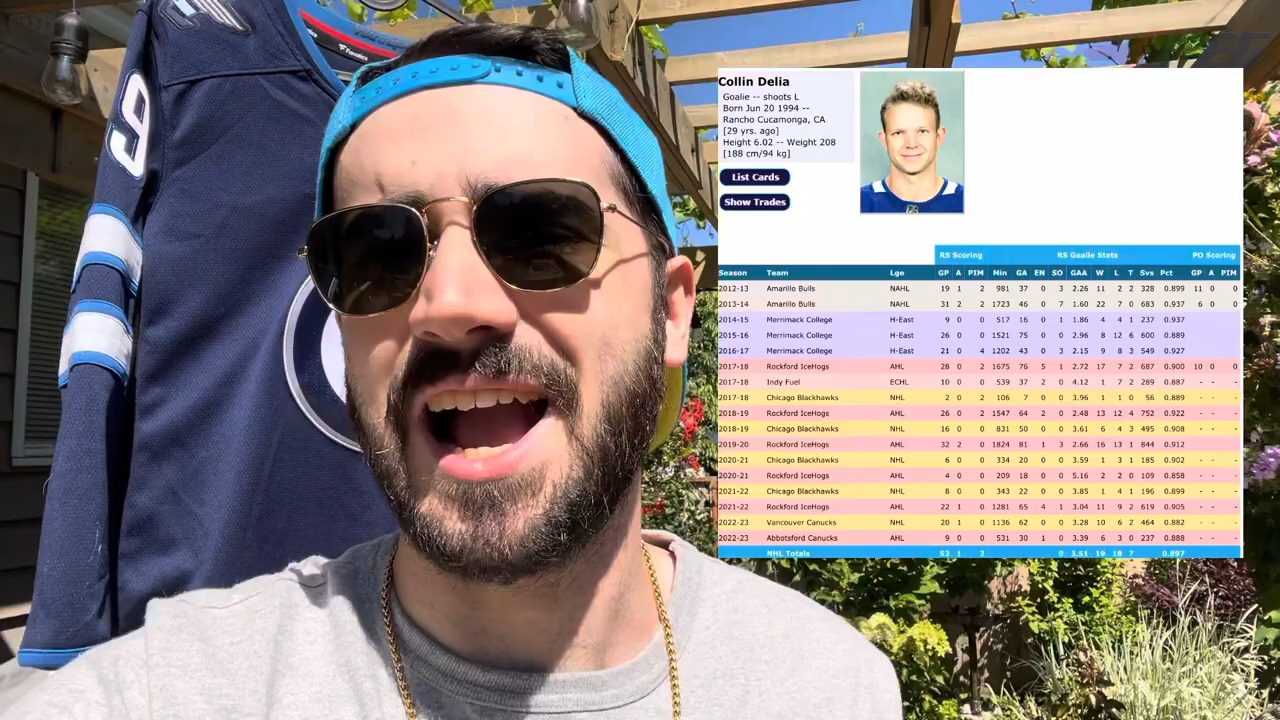 9
Fanatics
Collin Delia
Goalie -- shoots L
Born Jun 20 1994 --
Rancho Cucamonga, CA
[29 yrs. ago]
Height 6.02 -- Weight 208
[188 cm/94 kg]
List Cards
Show Trades
RS Scoring RS Goalie Stats PO Scoring
Season Team Lge GP A PIM Min GA EN SO GAA W L T Svs Pct GP A PIM
2012-13 Amarillo Bulls NAHL 19 1 2 981 37 0 3 2.26 11 2 2 328 0.899 11 0 0
2013-14 Amarillo Bulls NAHL 31 2 2 1723 46 0 7 1.60 22 7 0 683 0.937 6 0 0
2014-15 Merrimack College H-East 9 0 0 517 16 0 1 1.86 4 4 1 237 0.937
2015-16 Merrimack College H-East 26 0 0 1521 75 0 0 2.96 8 12 6 600 0.889
2016-17 Merrimack College H-East 21 0 4 1202 43 0 3 2.15 9 8 3 549 0.927
2017-18 Rockford IceHogs AHL 28 0 2 1675 76 5 1 2.72 17 7 2 687 0.900 10 0 0
2017-18 Indy Fuel ECHL 10 0 0 539 37 2 0 4.12 1 7 2 289 0.887 - - -
2017-18 Chicago Blackhawks NHL 2 0 2 106 7 0 0 3.96 1 1 0 56 0.889 - - -
2018-19 Rockford IceHogs AHL 26 0 2 1547 64 2 0 2.48 13 12 4 752 0.922 - - -
2018-19 Chicago Blackhawks NHL 16 0 0 831 50 0 0 3.61 6 4 3 495 0.908 - - -
2019-20 Rockford IceHogs AHL 32 2 0 1824 81 1 3 2.66 16 13 1 844 0.912 - - -
2020-21 Chicago Blackhawks NHL 6 0 0 334 20 0 0 3.59 1 3 1 185 0.902 - - -
2020-21 Rockford IceHogs AHL 4 0 0 209 18 0 0 5.16 2 2 0 109 0.858 - - -
2021-22 Chicago Blackhawks NHL 8 0 0 343 22 0 0 3.85 1 4 1 196 0.899 - - -
2021-22 Rockford IceHogs AHL 22 1 0 1281 65 4 1 3.04 11 9 2 619 0.905 - - -
2022-23 Vancouver Canucks NHL 20 1 0 1136 62 0 0 3.28 10 6 2 464 0.882 - - -
2022-23 Abbotsford Canucks AHL 9 0 0 531 30 1 0 3.39 6 3 0 238 0.888 - - -
NHL Totals 52 1 2 0 3.51 19 18 7 0.897